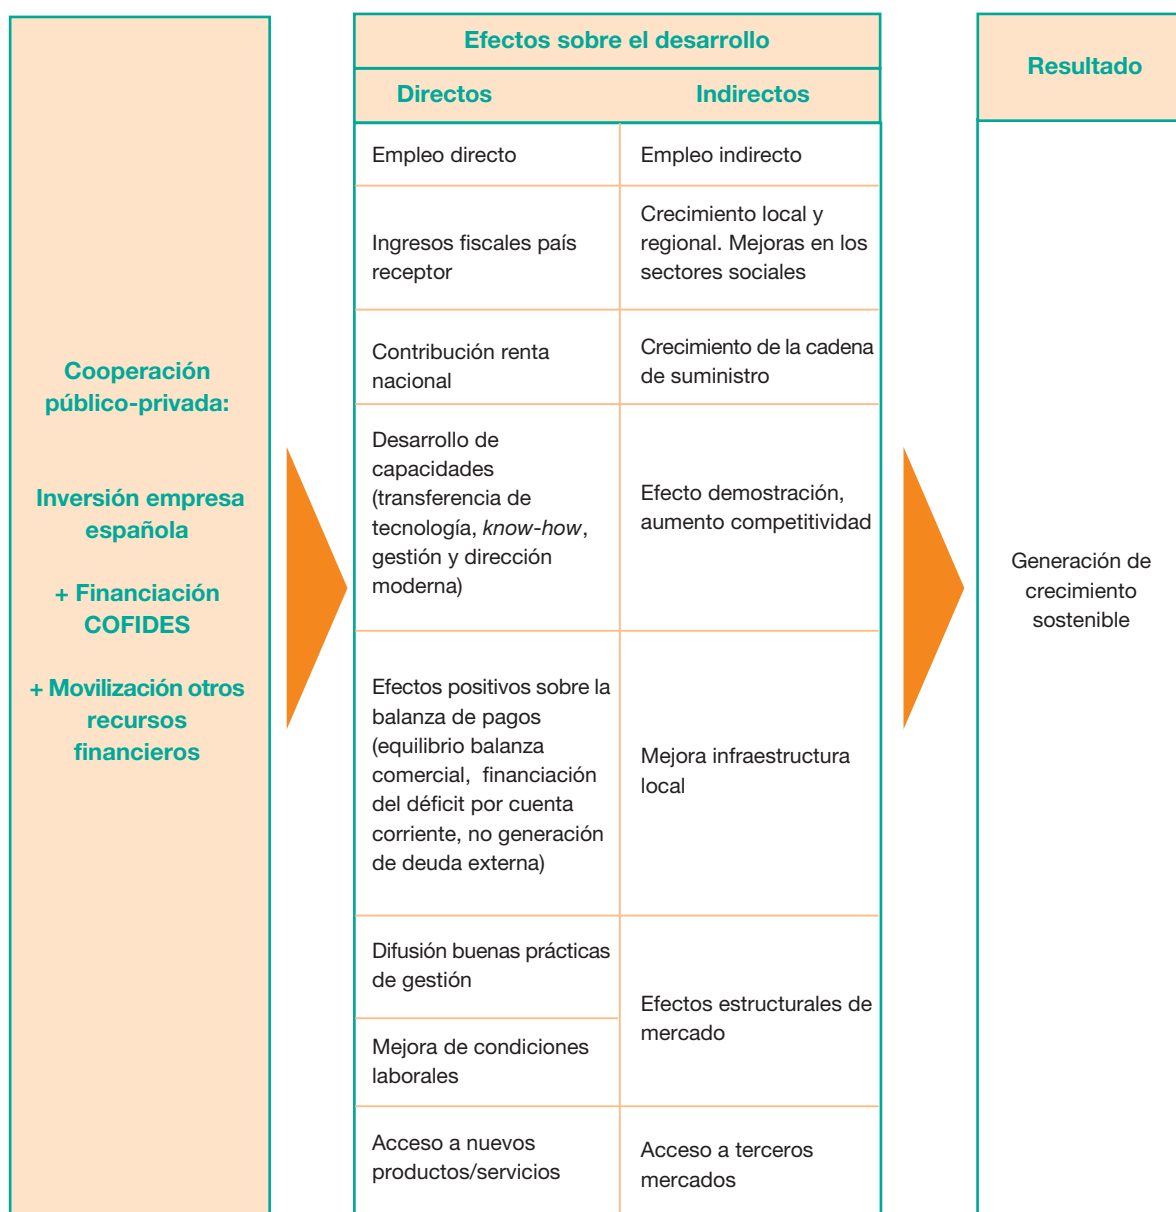 Cooperación
público-privada:
Inversión empresa
española
+ Financiación
COFIDES
+ Movilización otros
recursos
financieros
Efectos sobre el desarrollo
Directos
Indirectos
Empleo directo
Empleo indirecto
Ingresos fiscales país
receptor
Crecimiento local y
regional. Mejoras en los
sectores sociales
Contribución renta
nacional
Crecimiento de la cadena
de suministro
Desarrollo de
capacidades
(transferencia de
tecnología, know-how,
gestión y dirección
moderna)
Efecto demostración,
aumento competitividad
Efectos positivos sobre la
balanza de pagos
(equilibrio balanza
comercial, financiación
del déficit por cuenta
corriente, no generación
de deuda externa)
Mejora infraestructura
local
Difusión buenas prácticas
de gestión
Mejora de condiciones
laborales
Efectos estructurales de
mercado
Acceso a nuevos
productos/servicios
Acceso a terceros
mercados
Resultado
Generación de
crecimiento
sostenible